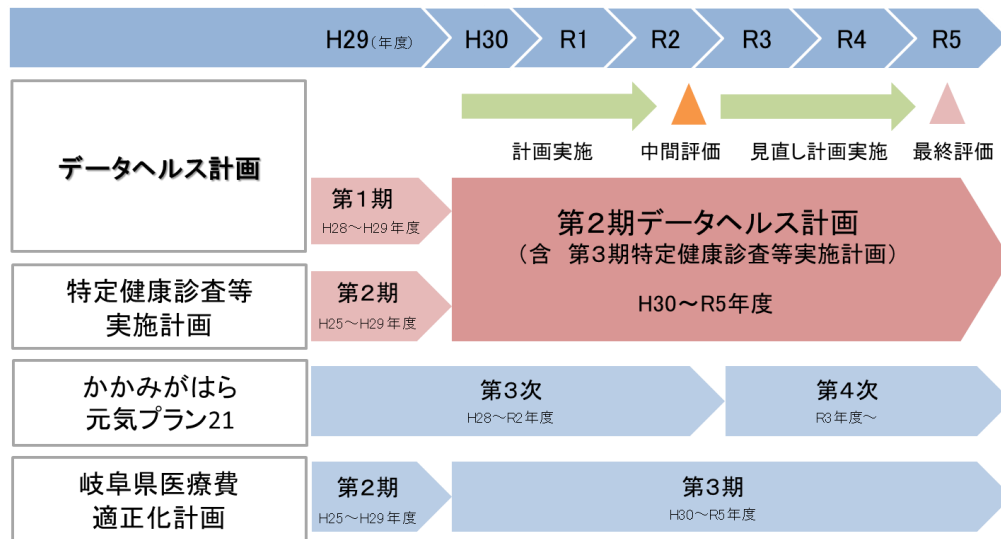 H29(年度) H30 R1 R2 R3 R4 R5
計画実施 中間評価 見直し計画実施 最終評価
データヘルス計画
第1期
H28～H29年度
第2期データヘルス計画
（含　第3期特定健康診査等実施計画）
H30～R5年度
特定健康診査等
実施計画
第2期
H25～H29年度
かかみがはら
元気プラン21
第3次
H28～R2年度
第4次
R3年度～
岐阜県医療費
適正化計画
第2期
H25～H29年度
第3期
H30～R5年度